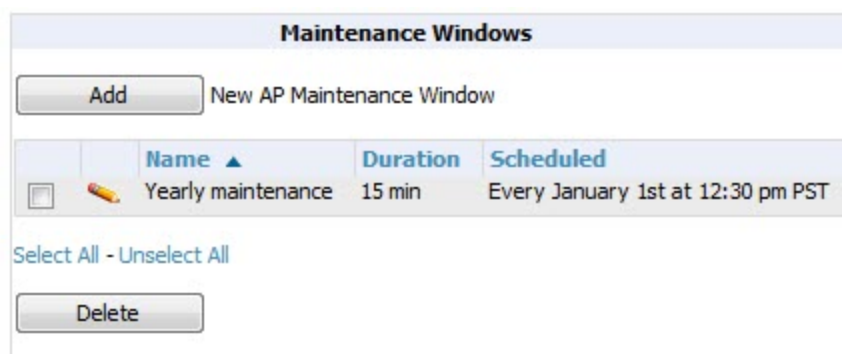 Maintenance Windows
Add New AP Maintenance Window
Name ▲ Duration Scheduled
Yearly maintenance 15 min Every January 1st at 12:30 pm PST
Select All - Unselect All
Delete